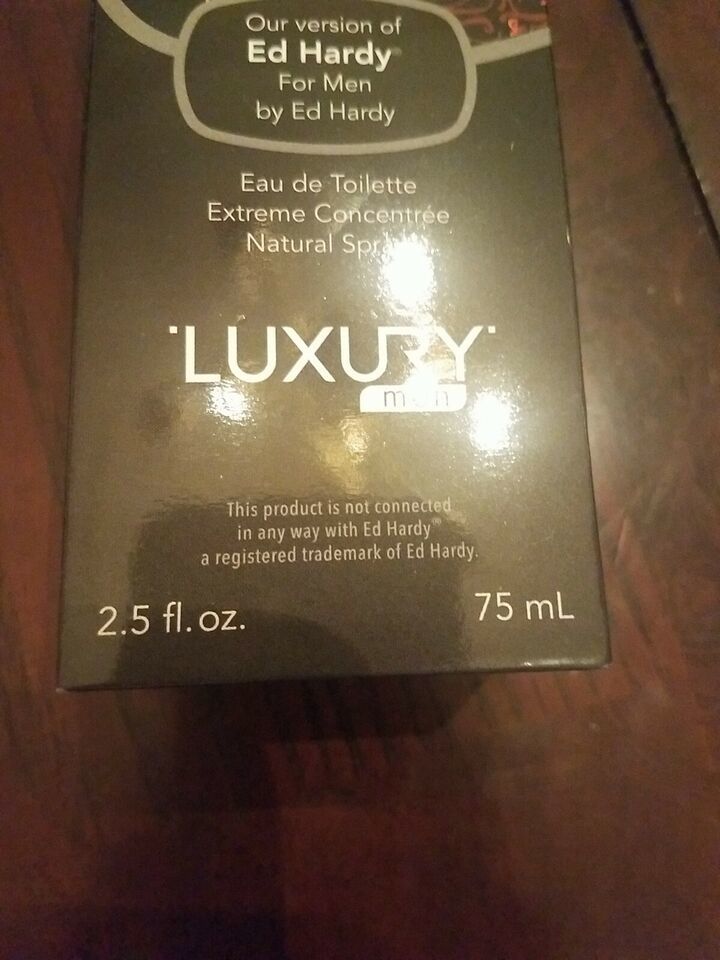 Our version of
Ed Hardy
For Men
by Ed Hardy
Eau de Toilette
Extreme Concentrée
Natural Spray
LUXURY
men
This product is not connected
in any way with Ed Hardy®
a registered trademark of Ed Hardy.
2.5 fl.oz.
75 mL